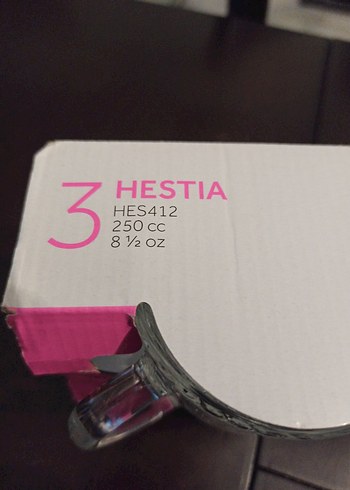 3 HESTIA
HES412
250 cc
8 ½ oz